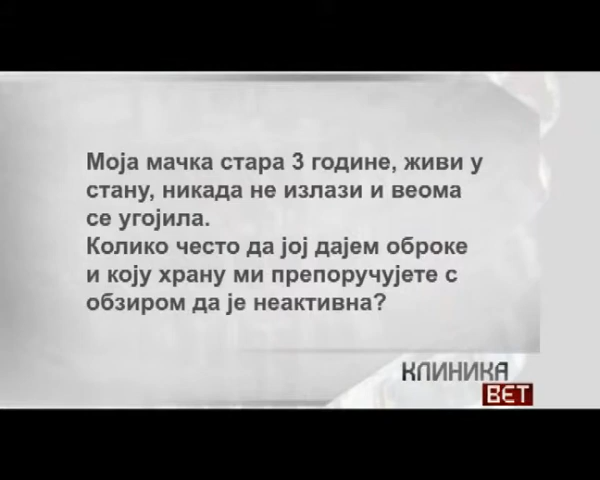 Моја мачка стара 3 године, живи у
стану, никада не излази и веома
се угојила.
Колико често да јој дајем оброке
и коју храну ми препоручујете с
обзиром да је неактивна?
КЛИНИКА
ВЕТ